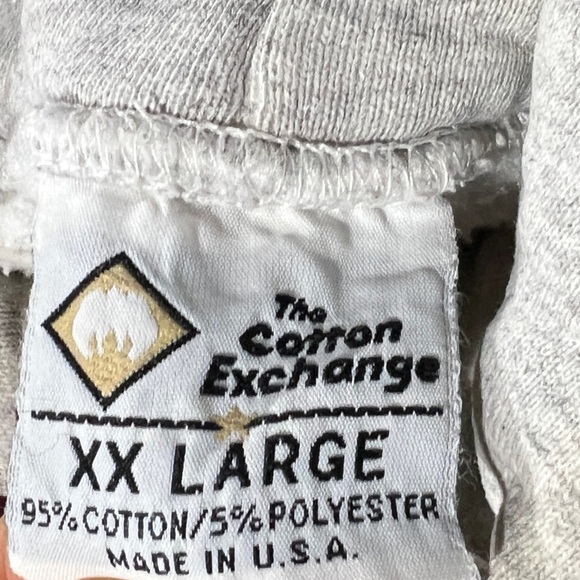 The
Cotton
Exchange
XX LARGE
95% COTTON/5% POLYESTER
MADE IN U.S.A.